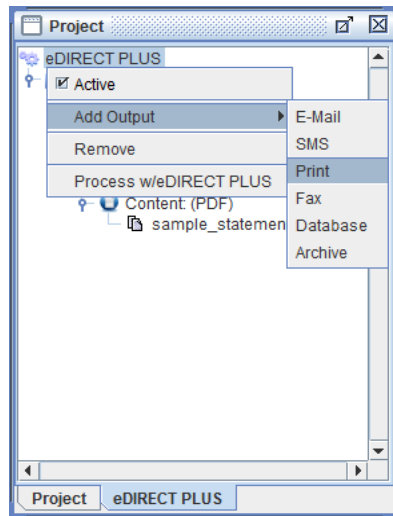 Project
eDIRECT PLUS
Active
Add Output
Remove
Process w/eDIRECT PLUS
E-Mail
SMS
Print
Fax
Database
Archive
Content: (PDF)
sample_statemen
Project
eDIRECT PLUS